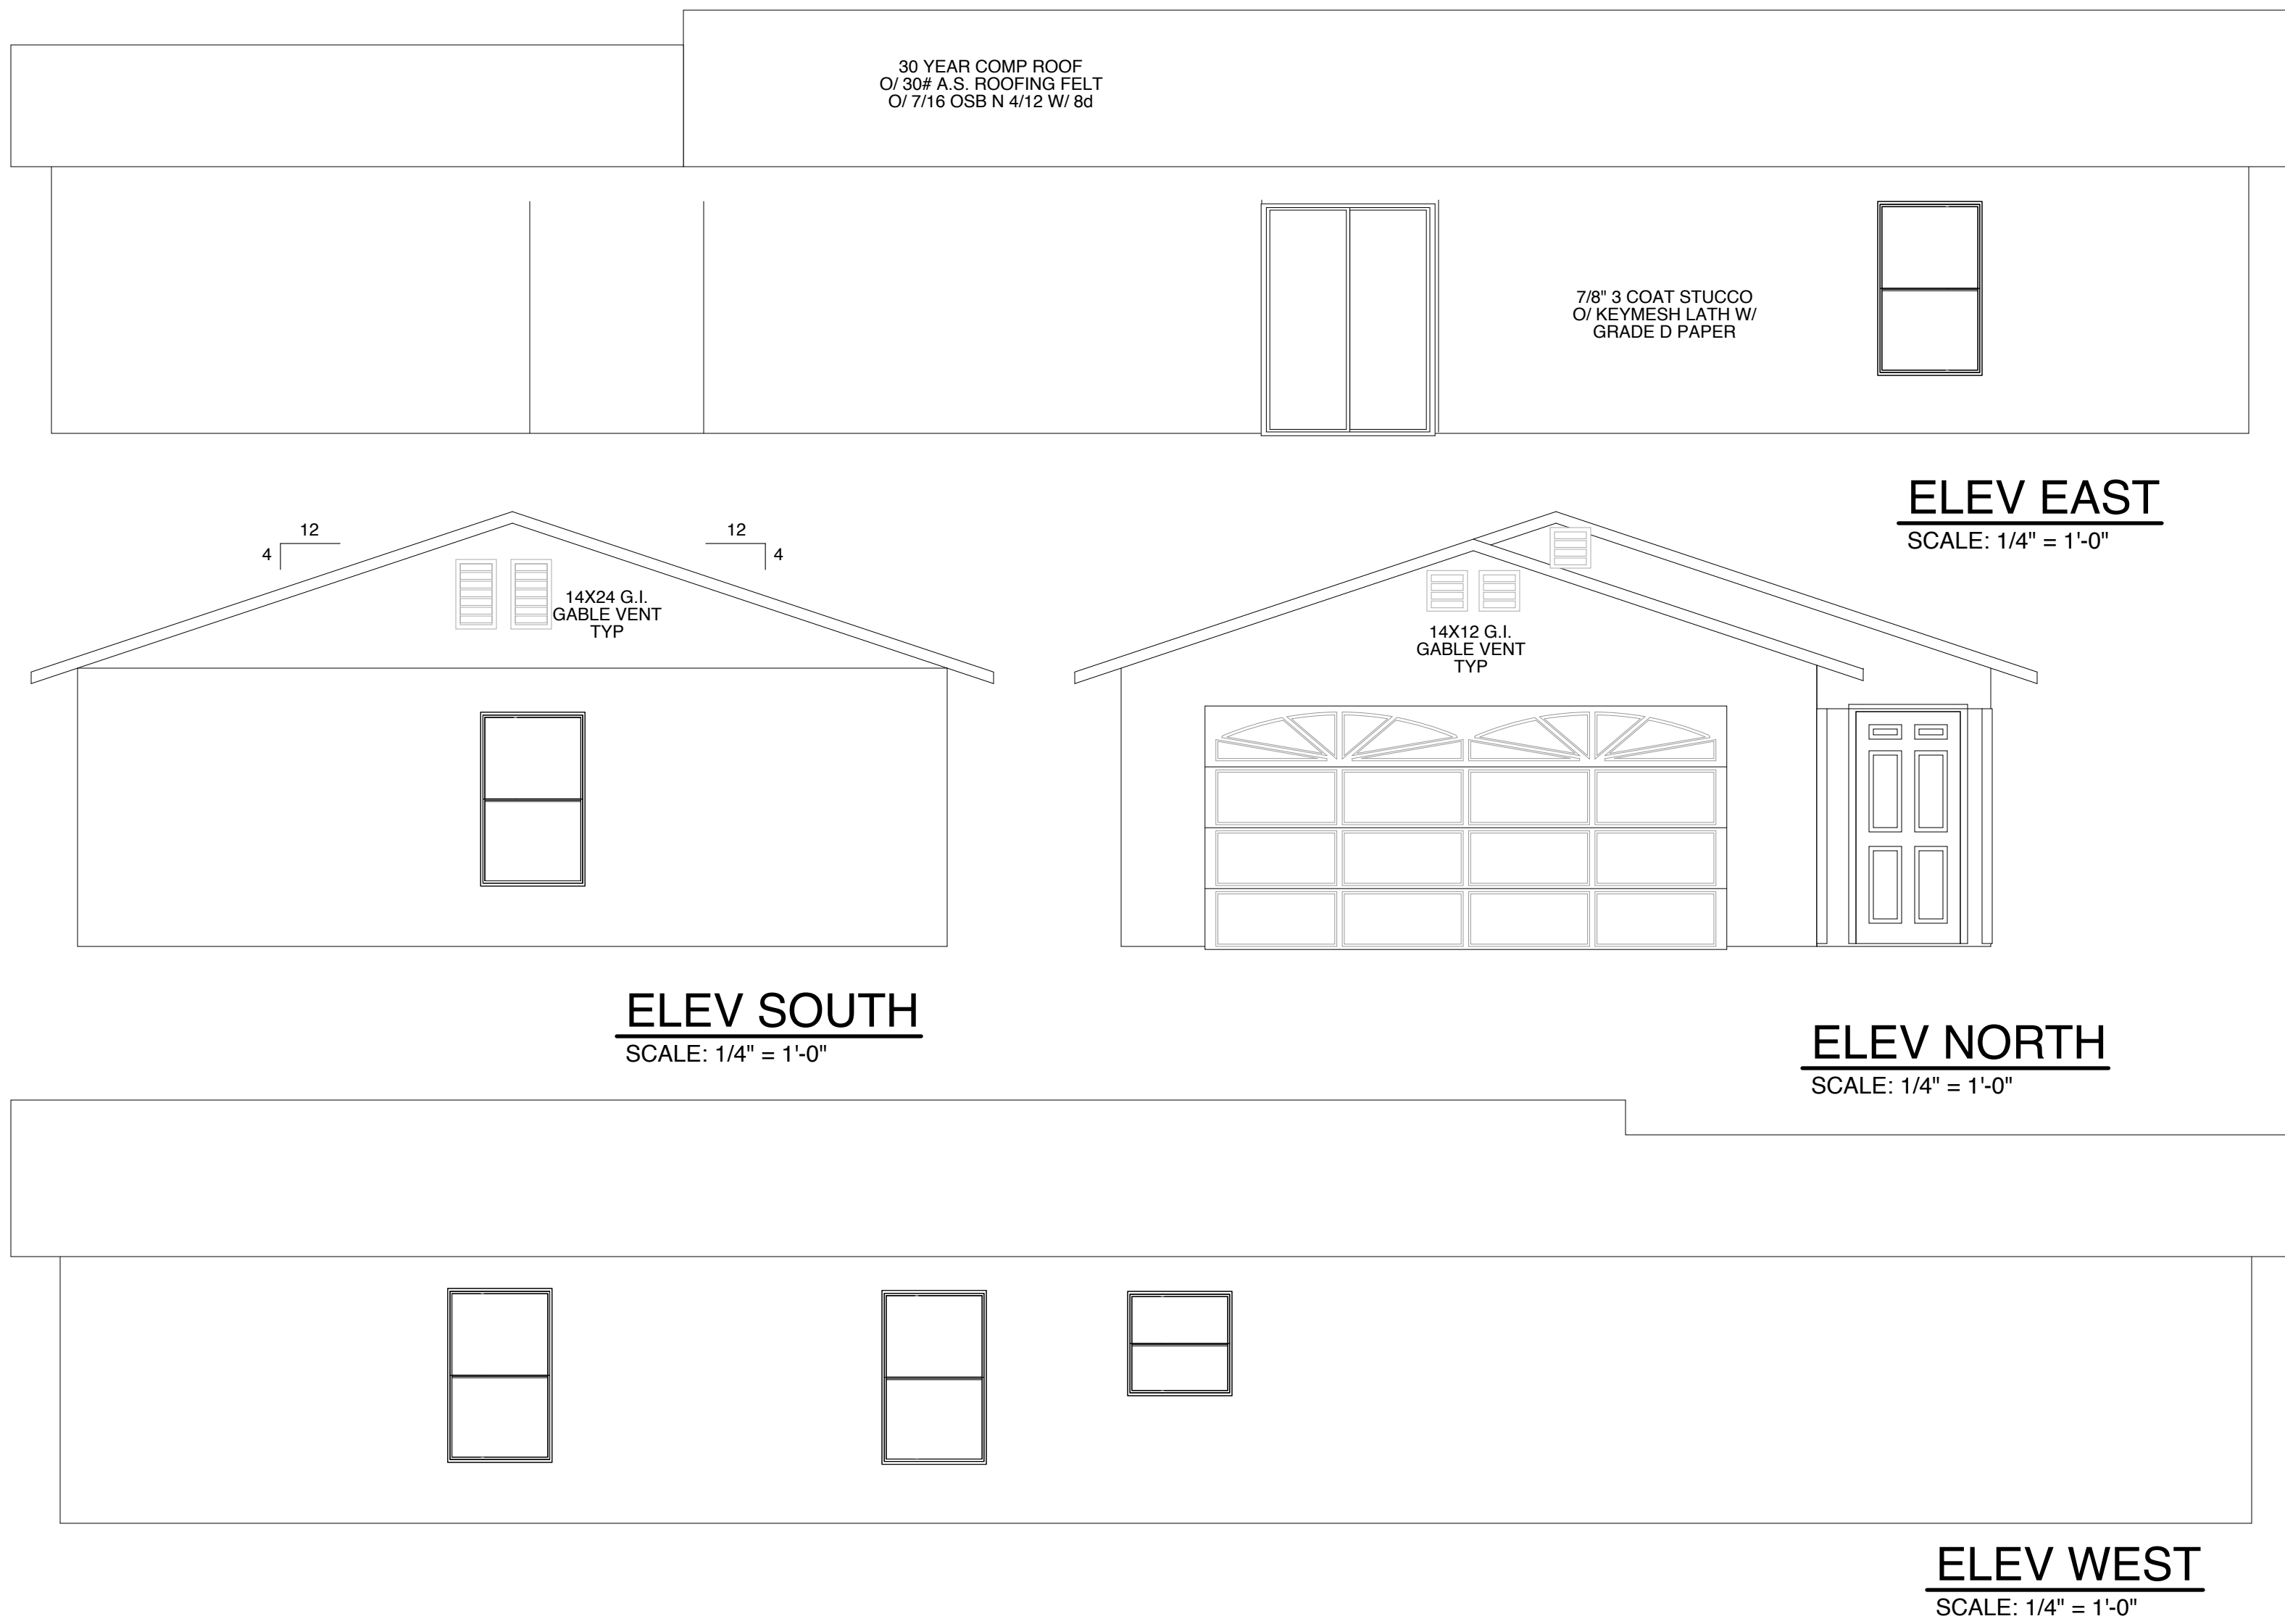 30 YEAR COMP ROOF
O/ 30# A.S. ROOFING FELT
O/ 7/16 OSB N 4/12 W/ 8d
7/8" 3 COAT STUCCO
O/ KEYMESH LATH W/
GRADE D PAPER
ELEV EAST
SCALE: 1/4" = 1'-0"
12
4
12
4
14X24 G.I.
GABLE VENT
TYP
14X12 G.I.
GABLE VENT
TYP
ELEV SOUTH
SCALE: 1/4" = 1'-0"
ELEV NORTH
SCALE: 1/4" = 1'-0"
ELEV WEST
SCALE: 1/4" = 1'-0"